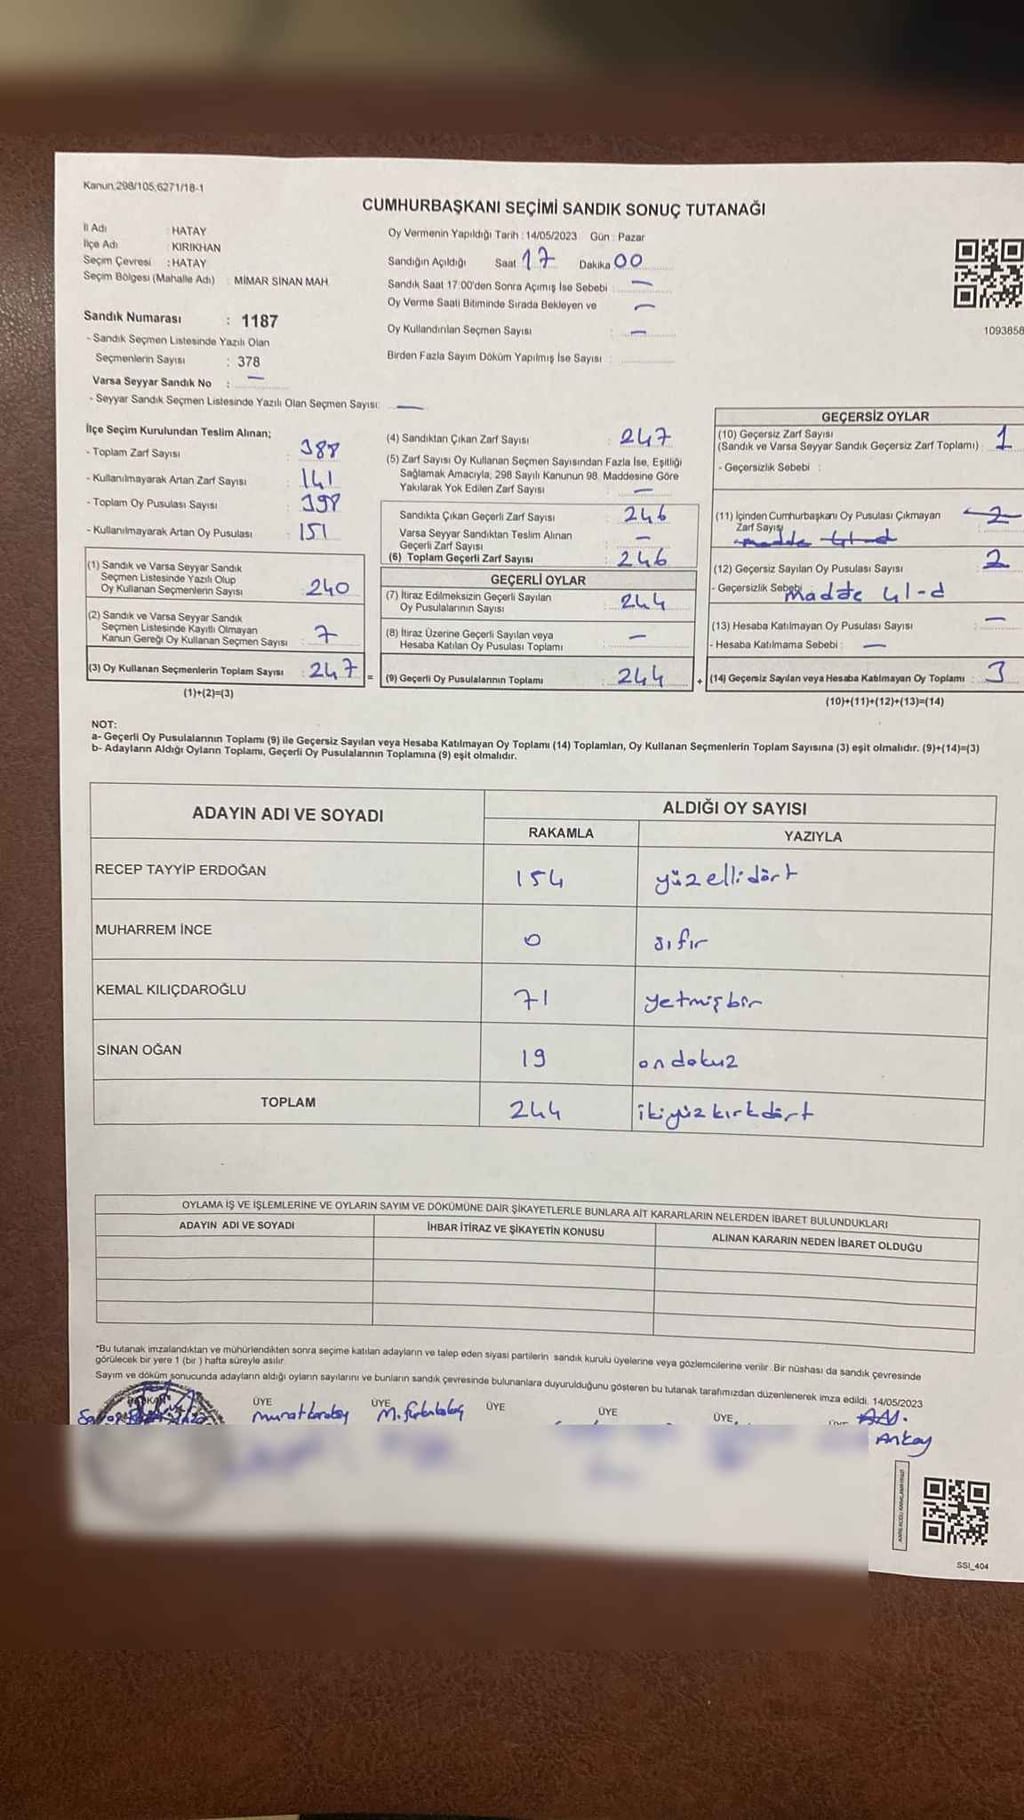 Kanun,298/105,6271/18-1
CUMHURBAŞKANI SEÇİMİ SANDIK SONUÇ TUTANAĞI
İl Adı : HATAY
İlçe Adı : KIRIKHAN
Seçim Çevresi : HATAY
Seçim Bölgesi (Mahalle Adı) : MİMAR SİNAN MAH.
Sandık Numarası : 1187
- Sandık Seçmen Listesinde Yazılı Olan
Seçmenlerin Sayısı : 378
Varsa Seyyar Sandık No : —
- Seyyar Sandık Seçmen Listesinde Yazılı Olan Seçmen Sayısı: —
Oy Vermenin Yapıldığı Tarih : 14/05/2023 Gün : Pazar
Sandığın Açıldığı Saat 17 Dakika 00
Sandık Saat 17:00'den Sonra Açımış İse Sebebi : —
Oy Verme Saati Bitiminde Sırada Bekleyen ve —
Oy Kullandırılan Seçmen Sayısı : —
Birden Fazla Sayım Döküm Yapılmış İse Sayısı :
1093858
İlçe Seçim Kurulundan Teslim Alınan;
- Toplam Zarf Sayısı : 388
- Kullanılmayarak Artan Zarf Sayısı : 141
- Toplam Oy Pusulası Sayısı : 398
- Kullanılmayarak Artan Oy Pusulası : 151
(1) Sandık ve Varsa Seyyar Sandık
Seçmen Listesinde Yazılı Olup
Oy Kullanan Seçmenlerin Sayısı : 240
(2) Sandık ve Varsa Seyyar Sandık
Seçmen Listesinde Kayıtlı Olmayan
Kanun Gereği Oy Kullanan Seçmen Sayısı : 7
(3) Oy Kullanan Seçmenlerin Toplam Sayısı : 247 =
(1)+(2)=(3)
(4) Sandıktan Çıkan Zarf Sayısı : 247
(5) Zarf Sayısı Oy Kullanan Seçmen Sayısından Fazla İse, Eşitliği
Sağlamak Amacıyla, 298 Sayılı Kanunun 98. Maddesine Göre
Yakılarak Yok Edilen Zarf Sayısı : —
Sandıkta Çıkan Geçerli Zarf Sayısı : 246
Varsa Seyyar Sandıktan Teslim Alınan
Geçerli Zarf Sayısı : —
(6) Toplam Geçerli Zarf Sayısı : 246
GEÇERLİ OYLAR
(7) İtiraz Edilmeksizin Geçerli Sayılan
Oy Pusulalarının Sayısı : 244
(8) İtiraz Üzerine Geçerli Sayılan veya
Hesaba Katılan Oy Pusulası Toplamı : —
(9) Geçerli Oy Pusulalarının Toplamı : 244 +
GEÇERSİZ OYLAR
(10) Geçersiz Zarf Sayısı
(Sandık ve Varsa Seyyar Sandık Geçersiz Zarf Toplamı) : 1
- Geçersizlik Sebebi :
(11) İçinden Cumhurbaşkanı Oy Pusulası Çıkmayan 2
Zarf Sayısı
madde 41-d
(12) Geçersiz Sayılan Oy Pusulası Sayısı : 2
- Geçersizlik Sebebi madde 41-d
(13) Hesaba Katılmayan Oy Pusulası Sayısı : —
- Hesaba Katılmama Sebebi : —
(14) Geçersiz Sayılan veya Hesaba Katılmayan Oy Toplamı : 3
(10)+(11)+(12)+(13)=(14)
NOT:
a- Geçerli Oy Pusulalarının Toplamı (9) ile Geçersiz Sayılan veya Hesaba Katılmayan Oy Toplamı (14) Toplamları, Oy Kullanan Seçmenlerin Toplam Sayısına (3) eşit olmalıdır. (9)+(14)=(3)
b- Adayların Aldığı Oyların Toplamı, Geçerli Oy Pusulalarının Toplamına (9) eşit olmalıdır.
ADAYIN ADI VE SOYADI ALDIĞI OY SAYISI
RAKAMLA YAZIYLA
RECEP TAYYİP ERDOĞAN 154 yüzellidört
MUHARREM İNCE 0 sıfır
KEMAL KILIÇDAROĞLU 71 yetmişbir
SİNAN OĞAN 19 ondokuz
TOPLAM 244 ikiyüzkırkdört
OYLAMA İŞ VE İŞLEMLERİNE VE OYLARIN SAYIM VE DÖKÜMÜNE DAİR ŞİKAYETLERLE BUNLARA AİT KARARLARIN NELERDEN İBARET BULUNDUKLARI
ADAYIN ADI VE SOYADI İHBAR İTİRAZ VE ŞİKAYETİN KONUSU ALINAN KARARIN NEDEN İBARET OLDUĞU
*Bu tutanak imzalandıktan ve mühürlendikten sonra seçime katılan adayların ve talep eden siyasi partilerin sandık kurulu üyelerine veya gözlemcilerine verilir. Bir nüshası da sandık çevresinde
görülecek bir yere 1 (bir ) hafta süreyle asılır.
Sayım ve döküm sonucunda adayların aldığı oyların sayılarını ve bunların sandık çevresinde bulunanlara duyurulduğunu gösteren bu tutanak tarafımızdan düzenlenerek imza edildi. 14/05/2023
BAŞKAN ÜYE ÜYE ÜYE ÜYE ÜYE
SSI_404